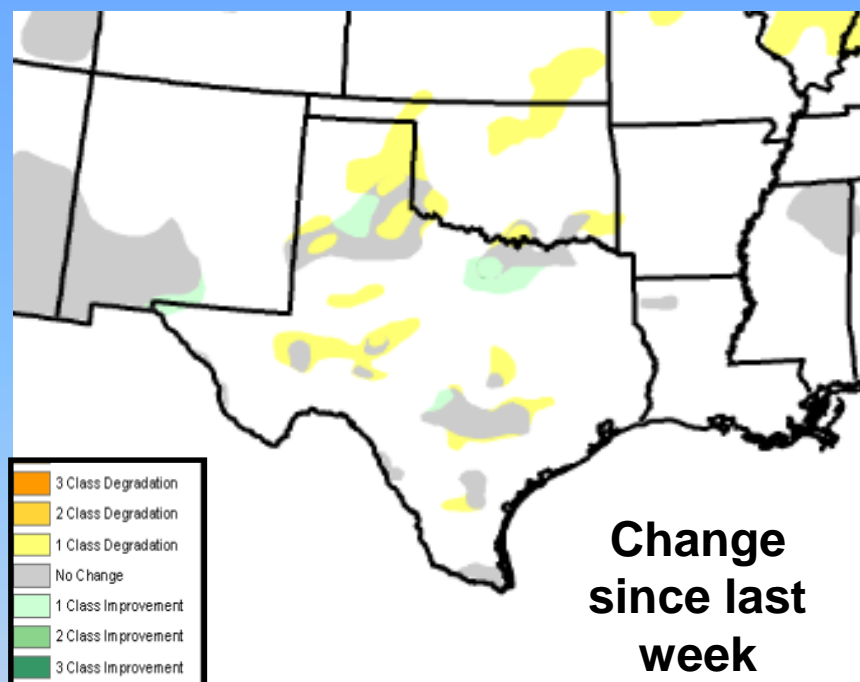 3 Class Degradation
2 Class Degradation
1 Class Degradation
No Change
1 Class Improvement
2 Class Improvement
3 Class Improvement
Change
since last
week